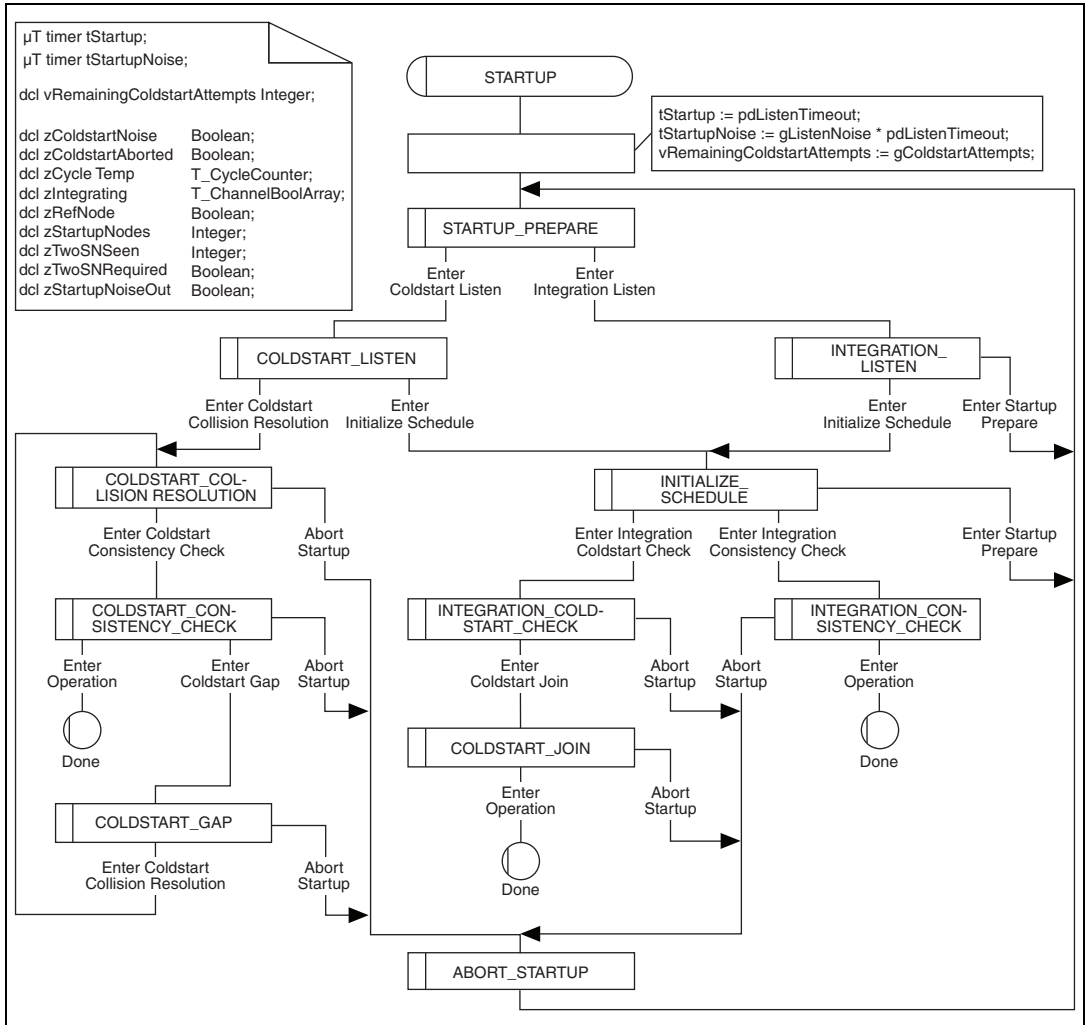 µT timer tStartup;
µT timer tStartupNoise;
dcl vRemainingColdstartAttempts Integer;
dcl zColdstartNoise Boolean;
dcl zColdstartAborted Boolean;
dcl zCycle Temp T_CycleCounter;
dcl zIntegrating T_ChannelBoolArray;
dcl zRefNode Boolean;
dcl zStartupNodes Integer;
dcl zTwoSNSeen Integer;
dcl zTwoSNRequired Boolean;
dcl zStartupNoiseOut Boolean;
STARTUP
tStartup := pdListenTimeout;
tStartupNoise := gListenNoise * pdListenTimeout;
vRemainingColdstartAttempts := gColdstartAttempts;
STARTUP_PREPARE
Enter
Coldstart Listen
Enter
Integration Listen
COLDSTART_LISTEN
INTEGRATION_
LISTEN
Enter Coldstart
Collision Resolution
Enter
Initialize Schedule
Enter
Initialize Schedule
Enter Startup
Prepare
COLDSTART_COL-
LISION RESOLUTION
INITIALIZE_
SCHEDULE
Enter Coldstart
Consistency Check
Abort
Startup
Enter Integration
Coldstart Check
Enter Integration
Consistency Check
Enter Startup
Prepare
COLDSTART_CON-
SISTENCY_CHECK
INTEGRATION_COLD-
START_CHECK
INTEGRATION_CON-
SISTENCY_CHECK
Enter
Operation
Enter
Coldstart Gap
Abort
Startup
Enter
Coldstart Join
Abort
Startup
Abort
Startup
Enter
Operation
Done
COLDSTART_JOIN
Done
Enter
Operation
Abort
Startup
COLDSTART_GAP
Enter Coldstart
Collision Resolution
Abort
Startup
Done
ABORT_STARTUP